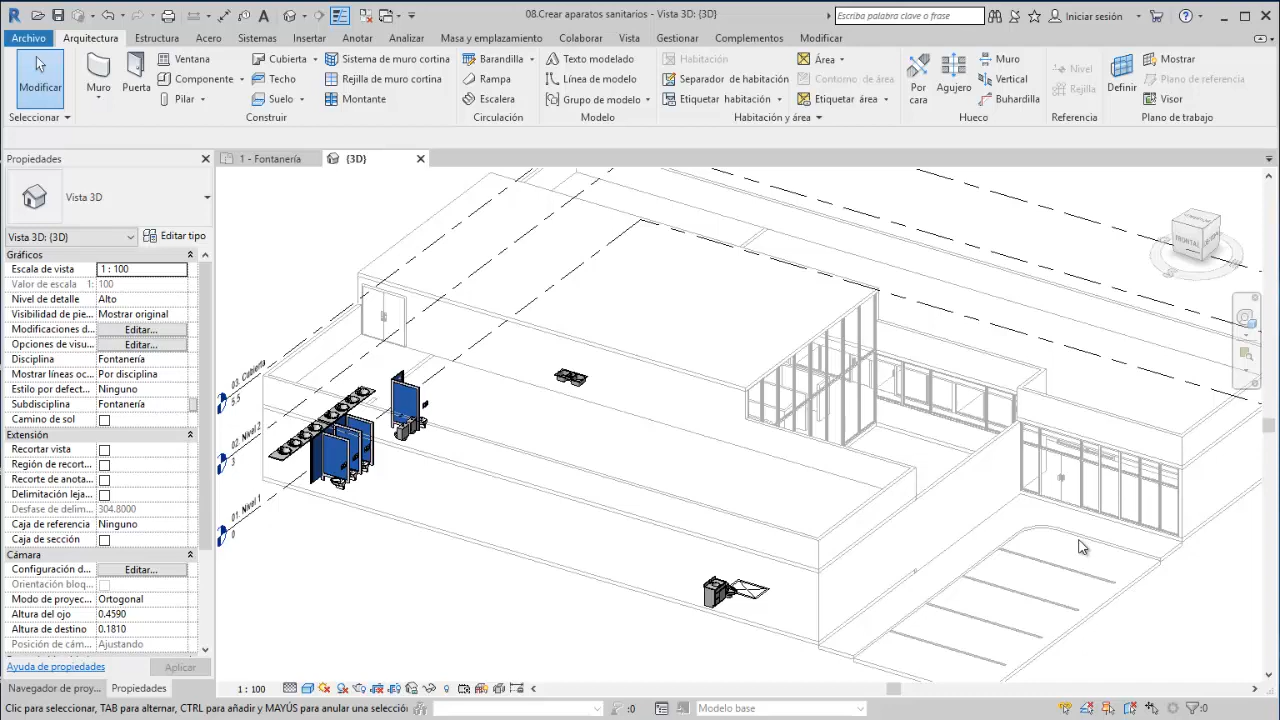 08.Crear aparatos sanitarios - Vista 3D: {3D}
Escriba palabra clave o frase
Iniciar sesión
Archivo
Arquitectura
Estructura
Acero
Sistemas
Insertar
Anotar
Analizar
Masa y emplazamiento
Colaborar
Vista
Gestionar
Complementos
Modificar
Modificar
Muro
Puerta
Ventana
Componente
Pilar
Cubierta
Techo
Suelo
Sistema de muro cortina
Rejilla de muro cortina
Montante
Barandilla
Rampa
Escalera
Texto modelado
Línea de modelo
Grupo de modelo
Habitación
Separador de habitación
Etiquetar habitación
Área
Contorno de área
Etiquetar área
Por
cara
Agujero
Muro
Vertical
Buhardilla
Nivel
Rejilla
Definir
Mostrar
Plano de referencia
Visor
Seleccionar
Construir
Circulación
Modelo
Habitación y área
Hueco
Referencia
Plano de trabajo
Propiedades
1 - Fontanería
{3D}
Vista 3D
Vista 3D: {3D}
Editar tipo
Gráficos
Escala de vista 1 : 100
Valor de escala 1: 100
Nivel de detalle Alto
Visibilidad de pie... Mostrar original
Modificaciones d... Editar...
Opciones de visu... Editar...
Disciplina Fontanería
Mostrar líneas oc... Por disciplina
Estilo por defect... Ninguno
Subdisciplina Fontanería
Camino de sol
Extensión
Recortar vista
Región de recort...
Recorte de anota...
Delimitación leja...
Desfase de delim... 304.8000
Caja de referencia Ninguno
Caja de sección
Cámara
Configuración d... Editar...
Orientación bloq...
Modo de proyec... Ortogonal
Altura del ojo 0.4590
Altura de destino 0.1810
Posición de cám... Ajustando
Ayuda de propiedades
Aplicar
Navegador de proy...
Propiedades
03. Cubierta
5.5
02. Nivel 2
3
01. Nivel 1
0
FRONTAL
1 : 100
Clic para seleccionar, TAB para alternar, CTRL para añadir y MAYÚS para anular una selecció
:0
Modelo base
:0